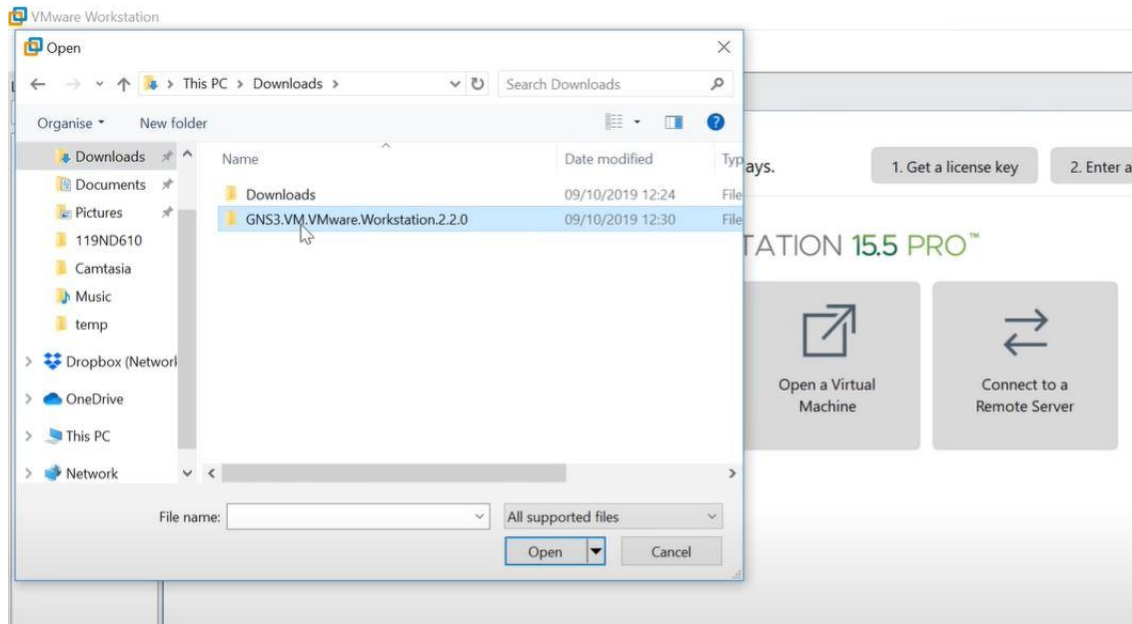 VMware Workstation
Open
This PC > Downloads >
Search Downloads
Organise
New folder
Name
Date modified
Typ
Downloads
Documents
Pictures
119ND610
Camtasia
Music
temp
Dropbox (Network
OneDrive
This PC
Network
Downloads 09/10/2019 12:24 File
GNS3.VM.VMware.Workstation.2.2.0 09/10/2019 12:30 File
File name:
All supported files
Open
Cancel
ays.
1. Get a license key
2. Enter a
TATION 15.5 PRO™
Open a Virtual
Machine
Connect to a
Remote Server